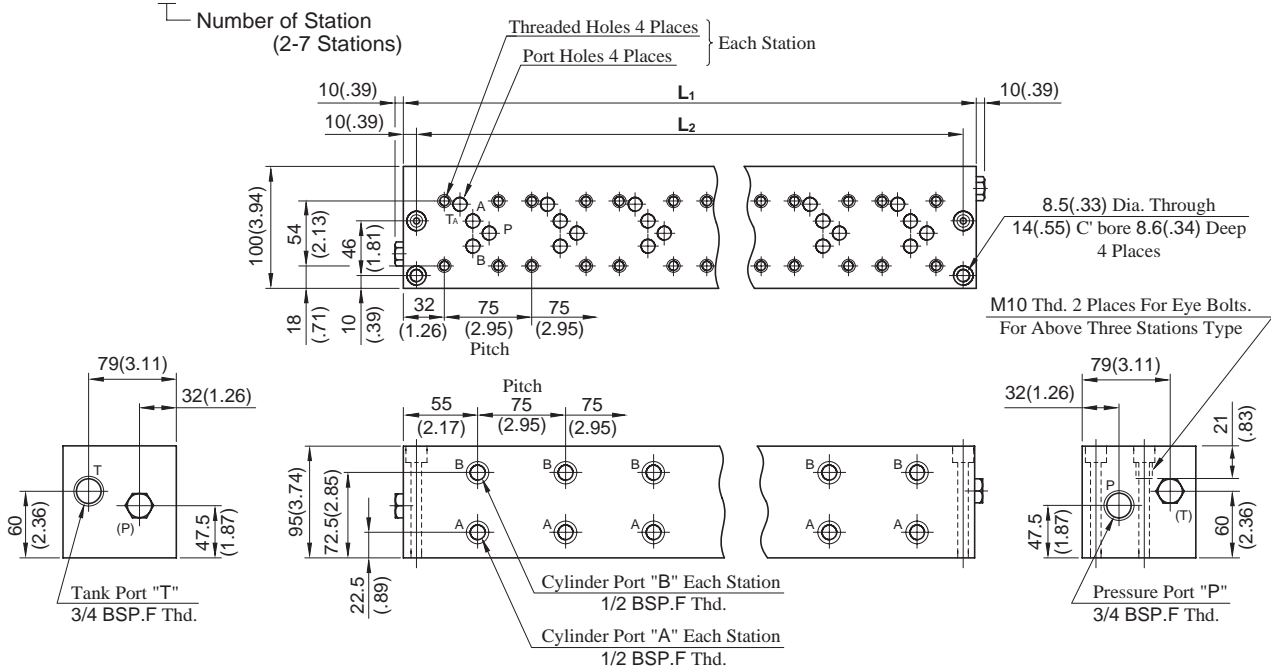 Number of Station
(2-7 Stations)
Threaded Holes 4 Places
Port Holes 4 Places
Each Station
10(.39)
L₁
10(.39)
10(.39)
L₂
100(3.94)
54
(2.13)
46
(1.81)
TA
A
P
B
8.5(.33) Dia. Through
14(.55) C' bore 8.6(.34) Deep
4 Places
18
(.71)
10
(.39)
32
(1.26)
75
(2.95)
Pitch
75
(2.95)
M10 Thd. 2 Places For Eye Bolts.
For Above Three Stations Type
79(3.11)
32(1.26)
T
(P)
60
(2.36)
47.5
(1.87)
Tank Port "T"
3/4 BSP.F Thd.
Pitch
55
(2.17)
75
(2.95)
75
(2.95)
95(3.74)
72.5(2.85)
22.5
(.89)
B B B B B
A A A A A
Cylinder Port "B" Each Station
1/2 BSP.F Thd.
Cylinder Port "A" Each Station
1/2 BSP.F Thd.
79(3.11)
32(1.26)
21
(.83)
P
(T)
47.5
(1.87)
60
(2.36)
Pressure Port "P"
3/4 BSP.F Thd.